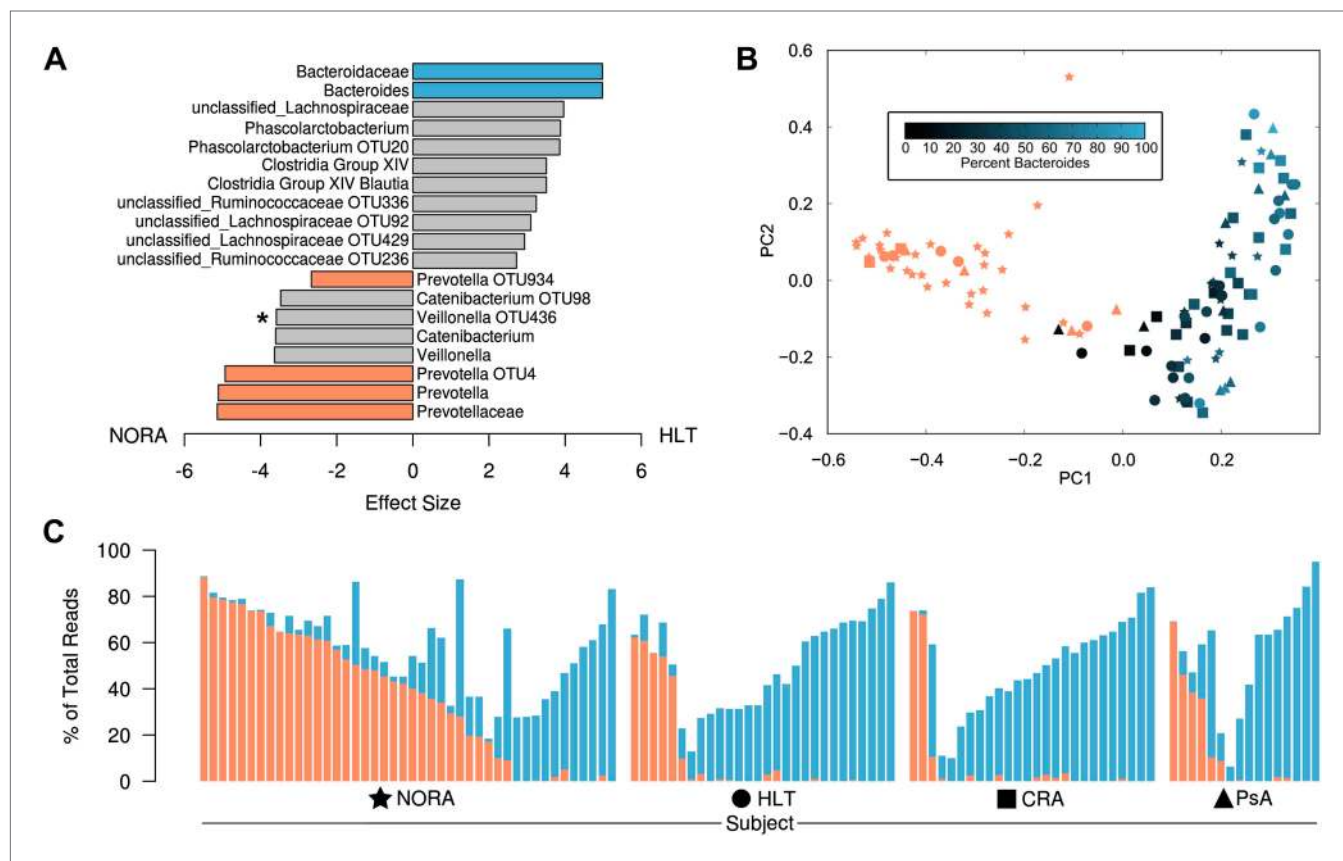 A
Bacteroidaceae
Bacteroides
unclassified_Lachnospiraceae
Phascolarctobacterium
Phascolarctobacterium OTU20
Clostridia Group XIV
Clostridia Group XIV Blautia
unclassified_Ruminococcaceae OTU336
unclassified_Lachnospiraceae OTU92
unclassified_Lachnospiraceae OTU429
unclassified_Ruminococcaceae OTU236
Prevotella OTU934
Catenibacterium OTU98
* Veillonella OTU436
Catenibacterium
Veillonella
Prevotella OTU4
Prevotella
Prevotellaceae
NORA HLT
-6 -4 -2 0 2 4 6
Effect Size
B
0.6
0.4
0.2
0.0
−0.2
−0.4
PC2
0 10 20 30 40 50 60 70 80 90 100
Percent Bacteroides
−0.6 −0.4 −0.2 0.0 0.2
PC1
C
100
80
60
40
20
0
% of Total Reads
NORA HLT CRA PsA
Subject